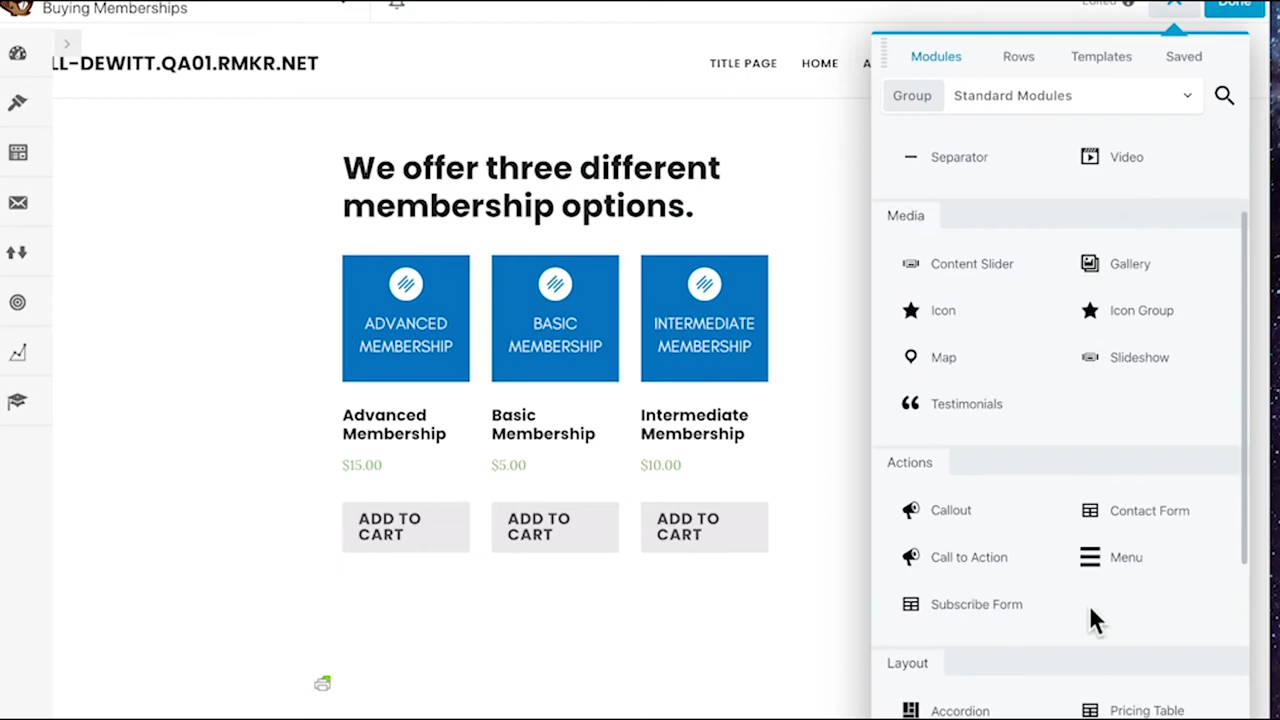 Buying Memberships
Edited
Done
LL-DEWITT.QA01.RMKR.NET
TITLE PAGE
HOME
A
Modules
Rows
Templates
Saved
Group
Standard Modules
Separator
Video
We offer three different
membership options.
Media
Content Slider
Gallery
Icon
Icon Group
Map
Slideshow
Testimonials
ADVANCED
MEMBERSHIP
BASIC
MEMBERSHIP
INTERMEDIATE
MEMBERSHIP
Advanced
Membership
Basic
Membership
Intermediate
Membership
$15.00
$5.00
$10.00
ADD TO
CART
ADD TO
CART
ADD TO
CART
Actions
Callout
Contact Form
Call to Action
Menu
Subscribe Form
Layout
Accordion
Pricing Table